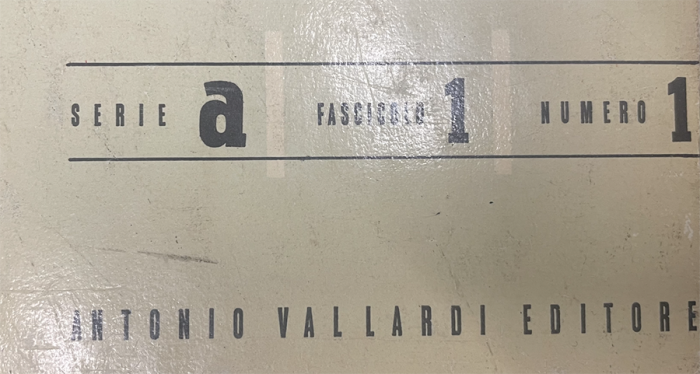 SERIE a FASCICOLO 1 NUMERO 1
ANTONIO VALLARDI EDITORE